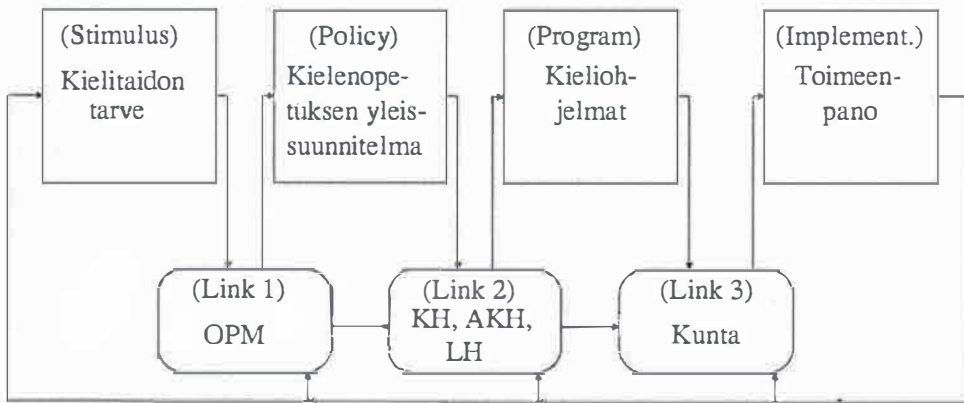 (Stimulus)
Kielitaidon
tarve
(Policy)
Kielenope-
tuksen yleis-
suunnitelma
(Program)
Kielioh-
jelmat
(Implement.)
Toimeen-
pano
(Link 1)
OPM
(Link 2)
KH, AKH,
LH
(Link 3)
Kunta